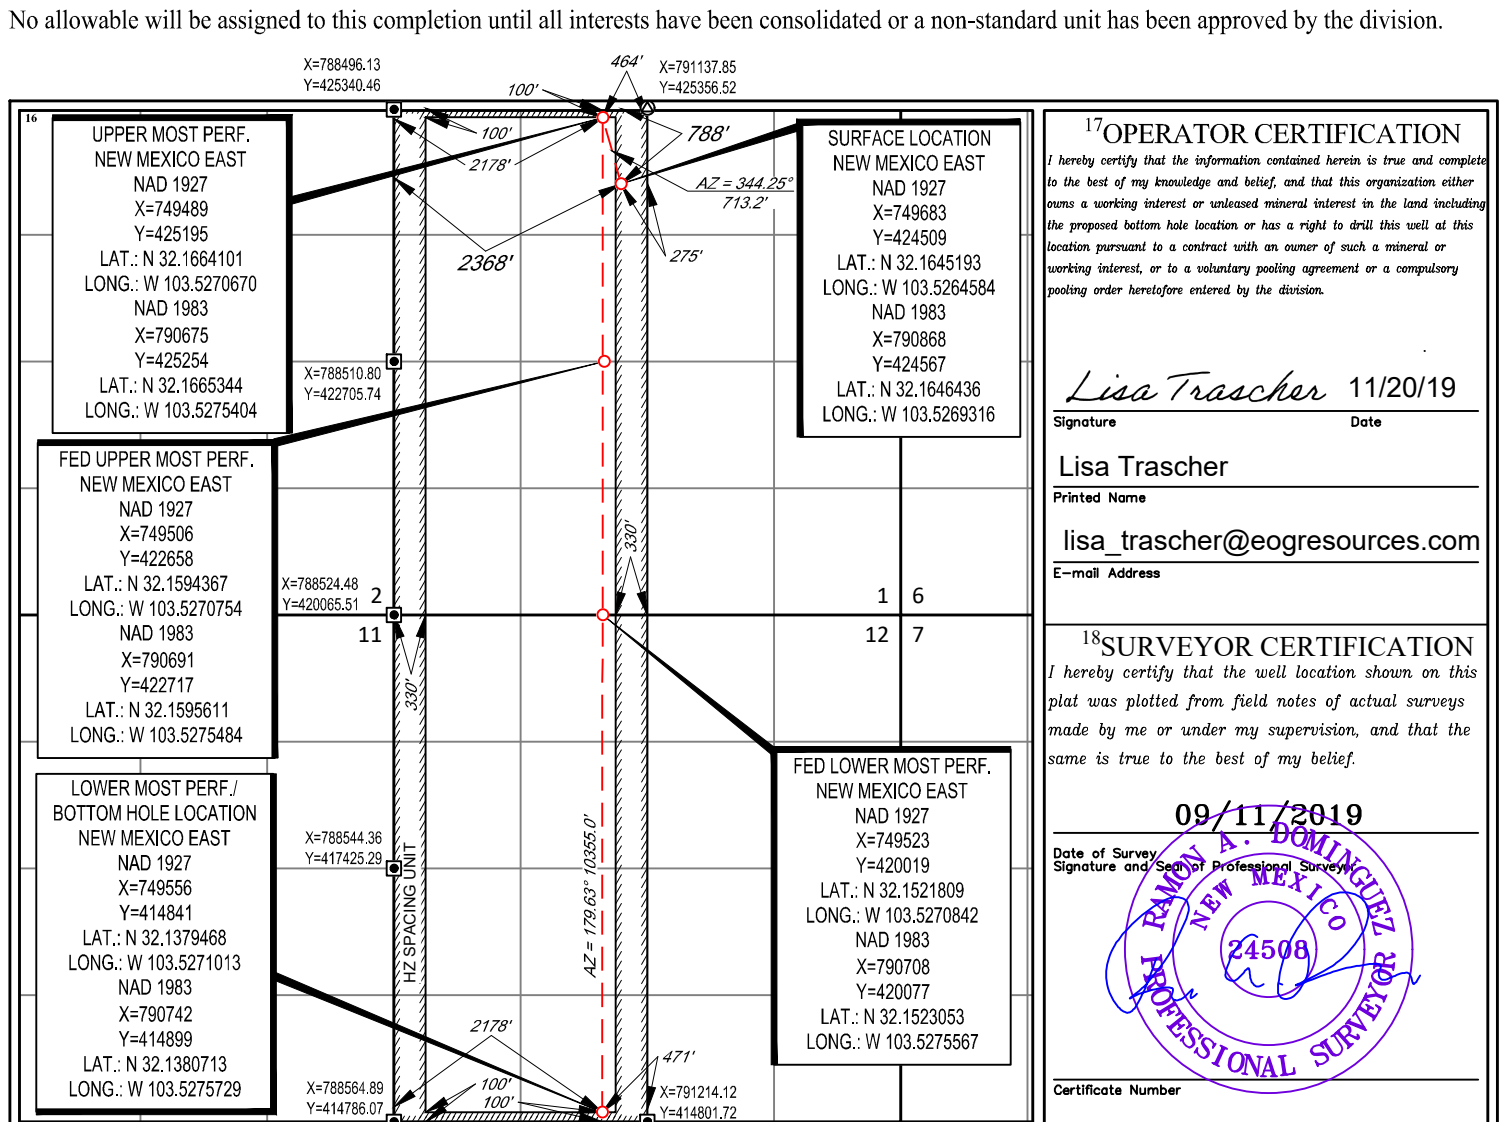 No allowable will be assigned to this completion until all interests have been consolidated or a non-standard unit has been approved by the division.
16
X=788496.13
Y=425340.46
100'
464'
X=791137.85
Y=425356.52
100'
2178'
788'
AZ = 344.25°
713.2'
2368'
275'
UPPER MOST PERF.
NEW MEXICO EAST
NAD 1927
X=749489
Y=425195
LAT.: N 32.1664101
LONG.: W 103.5270670
NAD 1983
X=790675
Y=425254
LAT.: N 32.1665344
LONG.: W 103.5275404
SURFACE LOCATION
NEW MEXICO EAST
NAD 1927
X=749683
Y=424509
LAT.: N 32.1645193
LONG.: W 103.5264584
NAD 1983
X=790868
Y=424567
LAT.: N 32.1646436
LONG.: W 103.5269316
X=788510.80
Y=422705.74
FED UPPER MOST PERF.
NEW MEXICO EAST
NAD 1927
X=749506
Y=422658
LAT.: N 32.1594367
LONG.: W 103.5270754
NAD 1983
X=790691
Y=422717
LAT.: N 32.1595611
LONG.: W 103.5275484
330'
X=788524.48
Y=420065.51
2
11
1
6
12
7
330'
LOWER MOST PERF./
BOTTOM HOLE LOCATION
NEW MEXICO EAST
NAD 1927
X=749556
Y=414841
LAT.: N 32.1379468
LONG.: W 103.5271013
NAD 1983
X=790742
Y=414899
LAT.: N 32.1380713
LONG.: W 103.5275729
X=788544.36
Y=417425.29
HZ SPACING UNIT
AZ = 179.63° 10355.0'
FED LOWER MOST PERF.
NEW MEXICO EAST
NAD 1927
X=749523
Y=420019
LAT.: N 32.1521809
LONG.: W 103.5270842
NAD 1983
X=790708
Y=420077
LAT.: N 32.1523053
LONG.: W 103.5275567
2178'
471'
100'
100'
X=788564.89
Y=414786.07
X=791214.12
Y=414801.72
17OPERATOR CERTIFICATION
I hereby certify that the information contained herein is true and complete
to the best of my knowledge and belief, and that this organization either
owns a working interest or unleased mineral interest in the land including
the proposed bottom hole location or has a right to drill this well at this
location pursuant to a contract with an owner of such a mineral or
working interest, or to a voluntary pooling agreement or a compulsory
pooling order heretofore entered by the division.
Lisa Trascher 11/20/19
Signature Date
Lisa Trascher
Printed Name
lisa_trascher@eogresources.com
E-mail Address
18SURVEYOR CERTIFICATION
I hereby certify that the well location shown on this
plat was plotted from field notes of actual surveys
made by me or under my supervision, and that the
same is true to the best of my belief.
09/11/2019
Date of Survey
Signature and Seal of Professional Surveyor
RAMON A. DOMINGUEZ
NEW MEXICO
24508
PROFESSIONAL SURVEYOR
Certificate Number